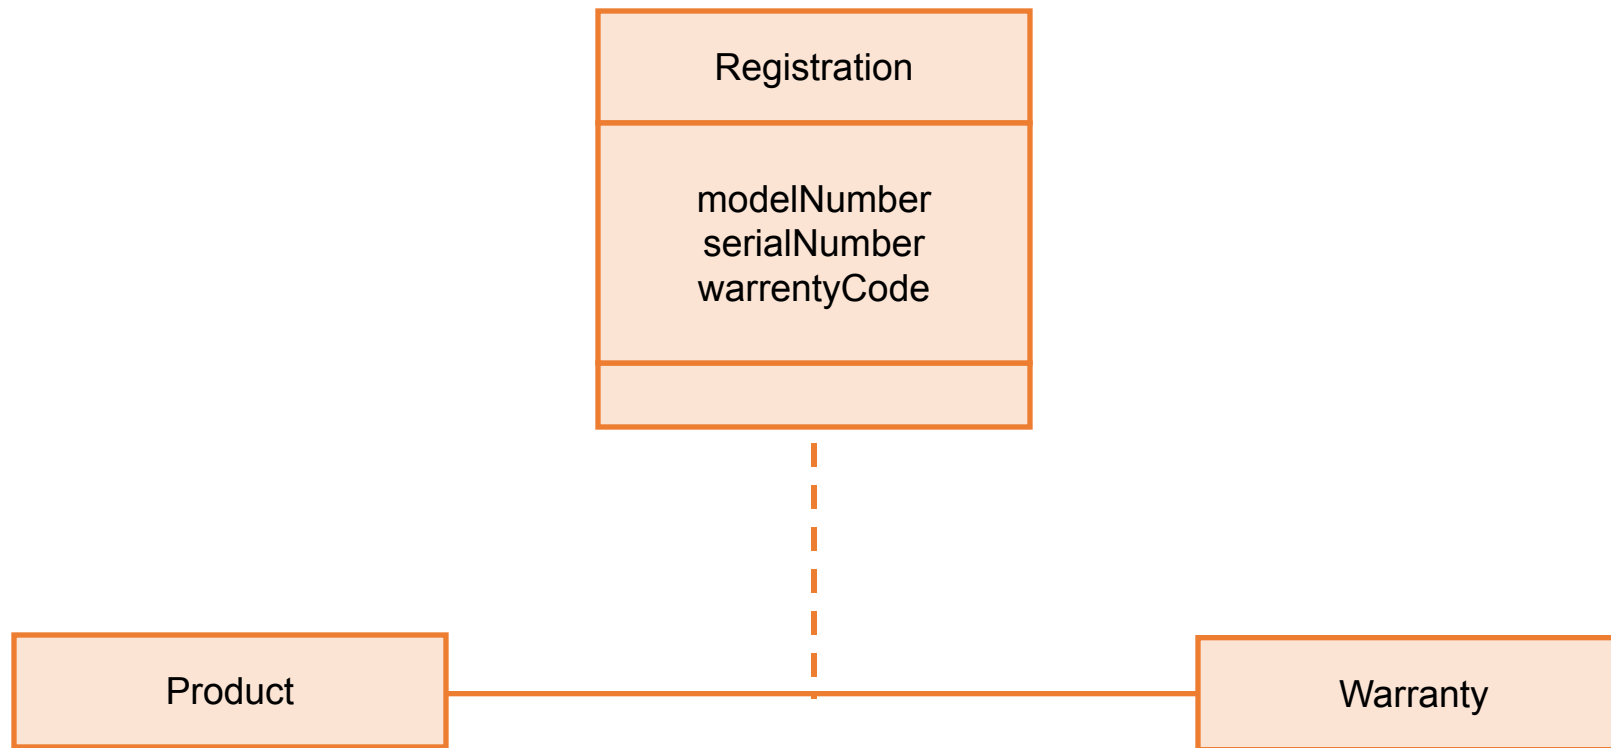 Registration
modelNumber
serialNumber
warrentyCode
Product
Warranty